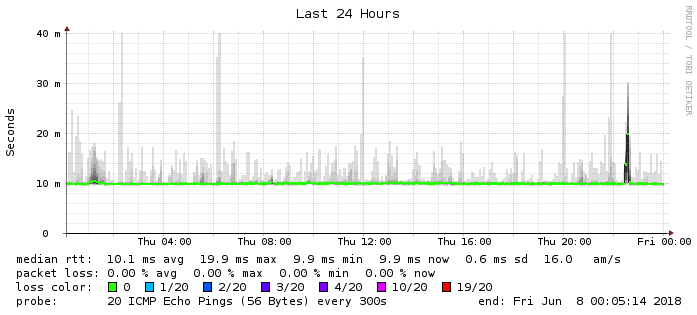 Last 24 Hours
RRDTOOL / TOBI OETIKER
Seconds
40 m
30 m
20 m
10 m
0
Thu 04:00 Thu 08:00 Thu 12:00 Thu 16:00 Thu 20:00 Fri 00:00
median rtt: 10.1 ms avg 19.9 ms max 9.9 ms min 9.9 ms now 0.6 ms sd 16.0 am/s
packet loss: 0.00 % avg 0.00 % max 0.00 % min 0.00 % now
loss color: 0 1/20 2/20 3/20 4/20 10/20 19/20
probe: 20 ICMP Echo Pings (56 Bytes) every 300s end: Fri Jun 8 00:05:14 2018